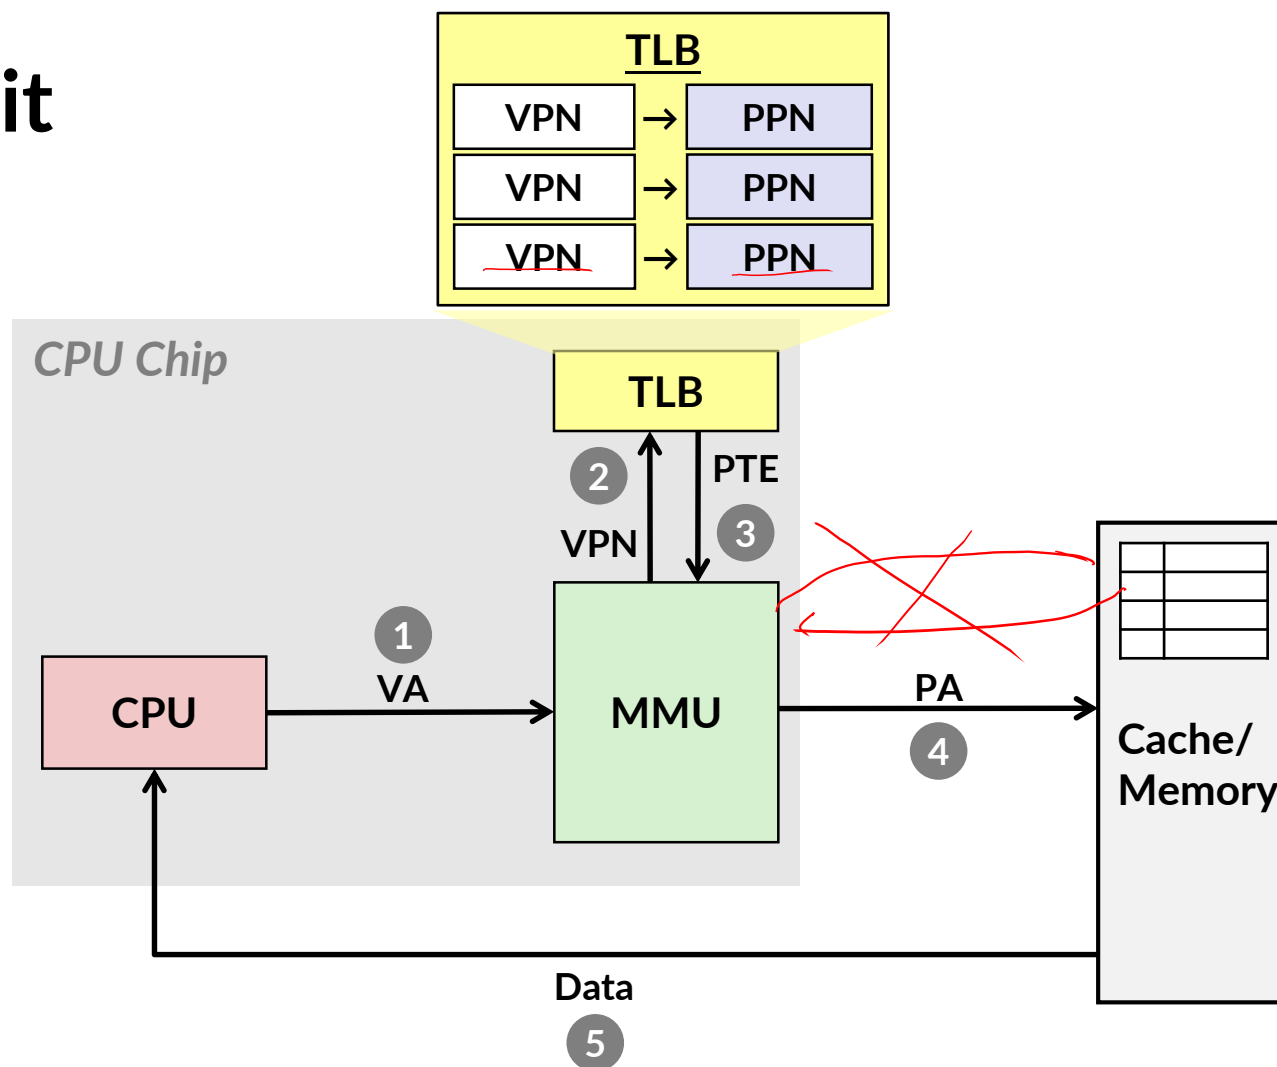 it
TLB
VPN → PPN
VPN → PPN
VPN → PPN
CPU Chip
TLB
2
PTE
VPN
3
1
VA
CPU
MMU
PA
4
Cache/
Memory
Data
5